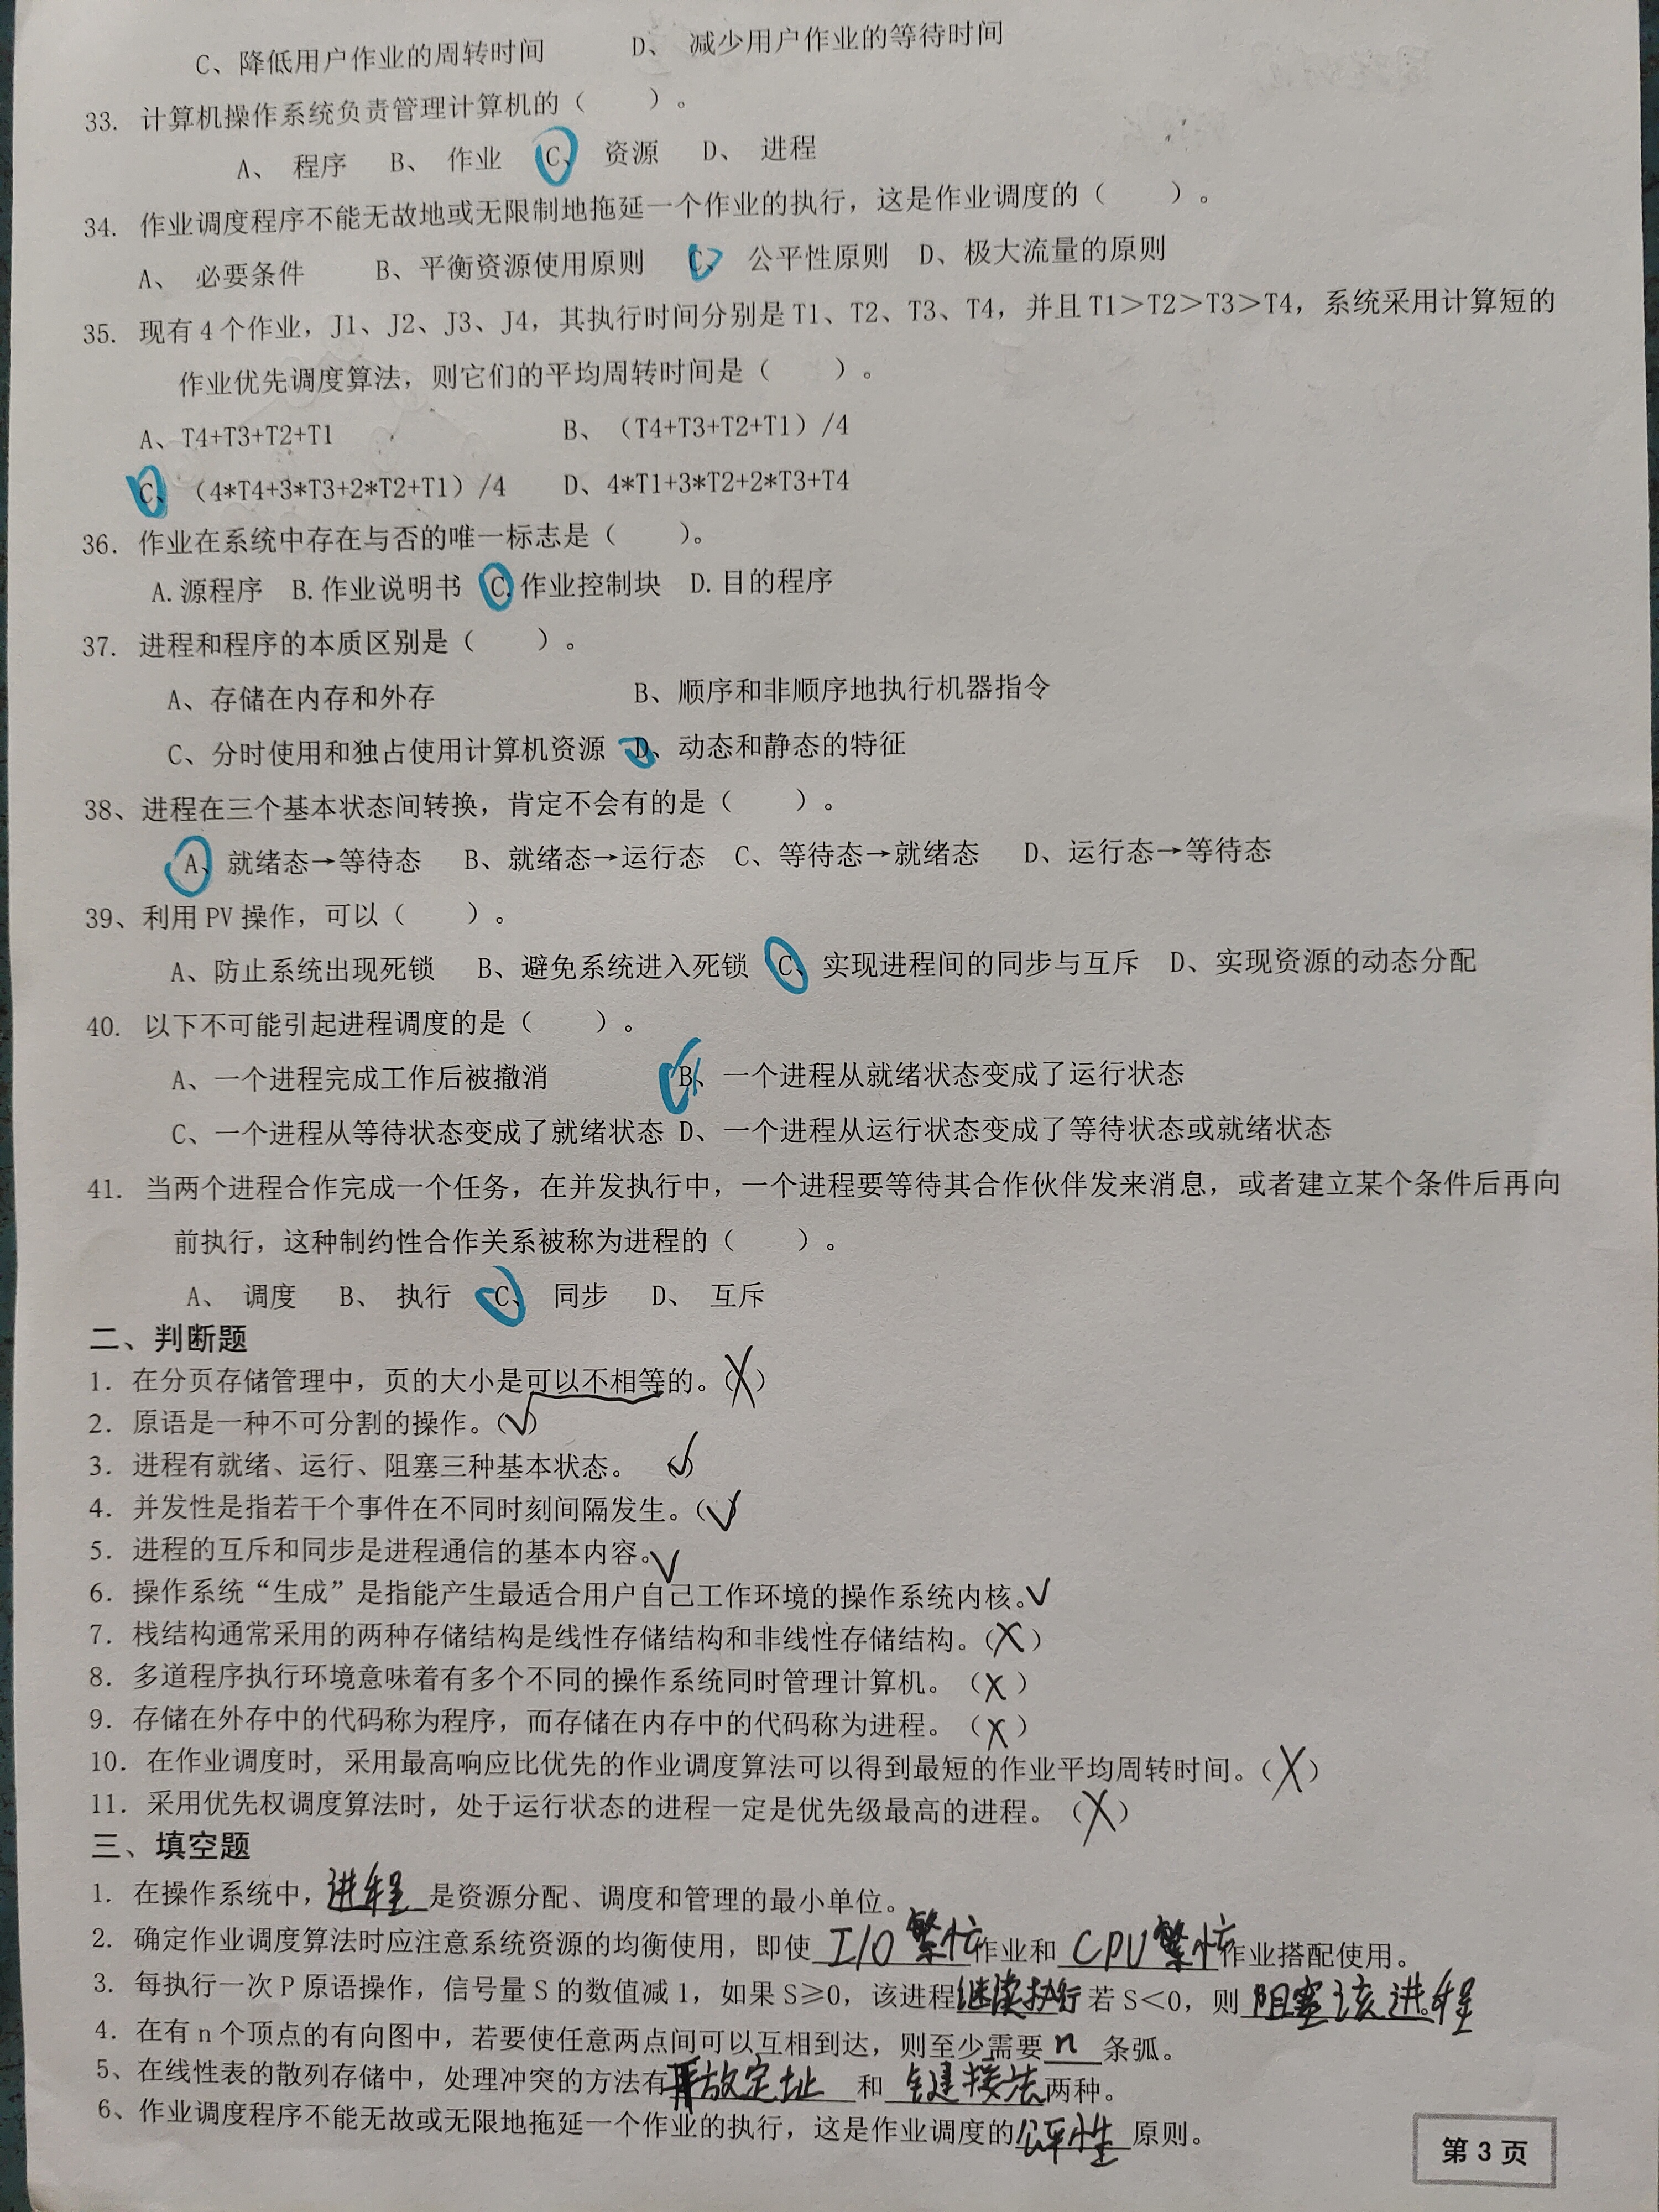 C、降低用户作业的周转时间 D、 减少用户作业的等待时间
33. 计算机操作系统负责管理计算机的( )。
A、 程序 B、 作业 C、 资源 D、 进程
34. 作业调度程序不能无故地或无限制地拖延一个作业的执行，这是作业调度的( )。
A、 必要条件 B、平衡资源使用原则 C、 公平性原则 D、极大流量的原则
35. 现有4个作业，J1、J2、J3、J4，其执行时间分别是T1、T2、T3、T4，并且T1＞T2＞T3＞T4，系统采用计算短的
作业优先调度算法，则它们的平均周转时间是( )。
A、T4+T3+T2+T1 B、（T4+T3+T2+T1）/4
C、（4*T4+3*T3+2*T2+T1）/4 D、4*T1+3*T2+2*T3+T4
36. 作业在系统中存在与否的唯一标志是( )。
A.源程序 B.作业说明书 C.作业控制块 D.目的程序
37. 进程和程序的本质区别是( )。
A、存储在内存和外存 B、顺序和非顺序地执行机器指令
C、分时使用和独占使用计算机资源 D、动态和静态的特征
38、进程在三个基本状态间转换，肯定不会有的是( )。
A、就绪态→等待态 B、就绪态→运行态 C、等待态→就绪态 D、运行态→等待态
39、利用PV操作，可以( )。
A、防止系统出现死锁 B、避免系统进入死锁 C、实现进程间的同步与互斥 D、实现资源的动态分配
40. 以下不可能引起进程调度的是( )。
A、一个进程完成工作后被撤消 B、一个进程从就绪状态变成了运行状态
C、一个进程从等待状态变成了就绪状态 D、一个进程从运行状态变成了等待状态或就绪状态
41. 当两个进程合作完成一个任务，在并发执行中，一个进程要等待其合作伙伴发来消息，或者建立某个条件后再向
前执行，这种制约性合作关系被称为进程的( )。
A、 调度 B、 执行 C、 同步 D、 互斥
二、判断题
1. 在分页存储管理中，页的大小是可以不相等的。(X)
2. 原语是一种不可分割的操作。(√)
3. 进程有就绪、运行、阻塞三种基本状态。 √
4. 并发性是指若干个事件在不同时刻间隔发生。(√)
5. 进程的互斥和同步是进程通信的基本内容。√
6. 操作系统“生成”是指能产生最适合用户自己工作环境的操作系统内核。√
7. 栈结构通常采用的两种存储结构是线性存储结构和非线性存储结构。(X)
8. 多道程序执行环境意味着有多个不同的操作系统同时管理计算机。(X)
9. 存储在外存中的代码称为程序，而存储在内存中的代码称为进程。(X)
10. 在作业调度时, 采用最高响应比优先的作业调度算法可以得到最短的作业平均周转时间。(X)
11. 采用优先权调度算法时，处于运行状态的进程一定是优先级最高的进程。(X)
三、填空题
1. 在操作系统中，进程是资源分配、调度和管理的最小单位。
2. 确定作业调度算法时应注意系统资源的均衡使用，即使I/O繁忙作业和CPU繁忙作业搭配使用。
3. 每执行一次P原语操作，信号量S的数值减1，如果S≥0，该进程继续执行若S＜0，则阻塞该进程
4. 在有n个顶点的有向图中，若要使任意两点间可以互相到达，则至少需要n条弧。
5、在线性表的散列存储中，处理冲突的方法有开放定址和链接法两种。
6、作业调度程序不能无故或无限地拖延一个作业的执行，这是作业调度的公平性原则。
第3页